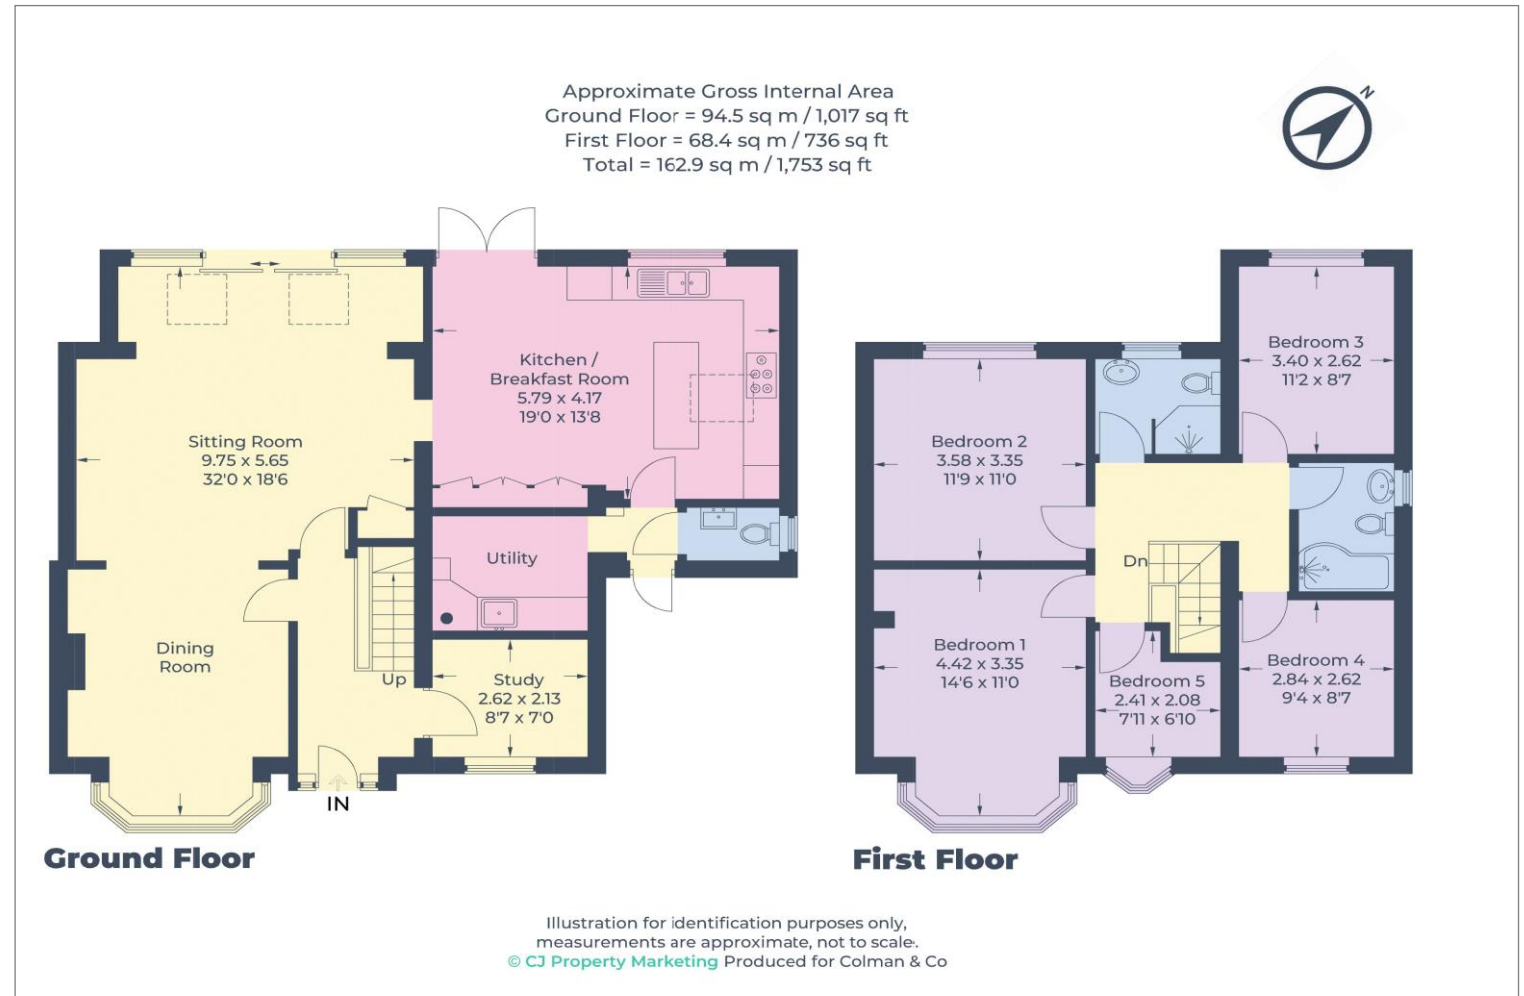 Approximate Gross Internal Area
Ground Floor = 94.5 sq m / 1,017 sq ft
First Floor = 68.4 sq m / 736 sq ft
Total = 162.9 sq m / 1,753 sq ft
N
Kitchen /
Breakfast Room
5.79 x 4.17
19'0 x 13'8
Sitting Room
9.75 x 5.65
32'0 x 18'6
Utility
Dining
Room
Up
Study
2.62 x 2.13
8'7 x 7'0
IN
Ground Floor
Bedroom 3
3.40 x 2.62
11'2 x 8'7
Bedroom 2
3.58 x 3.35
11'9 x 11'0
Dn
Bedroom 1
4.42 x 3.35
14'6 x 11'0
Bedroom 5
2.41 x 2.08
7'11 x 6'10
Bedroom 4
2.84 x 2.62
9'4 x 8'7
First Floor
Illustration for identification purposes only,
measurements are approximate, not to scale.
© CJ Property Marketing Produced for Colman & Co